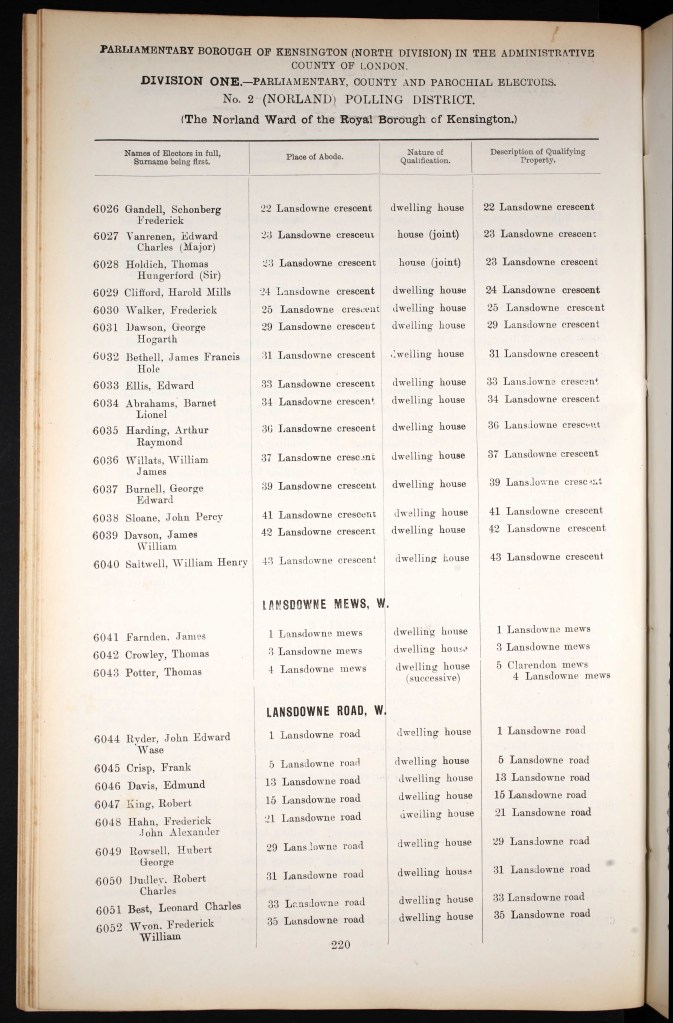 PARLIAMENTARY BOROUGH OF KENSINGTON (NORTH DIVISION) IN THE ADMINISTRATIVE
COUNTY OF LONDON.
DIVISION ONE.—PARLIAMENTARY, COUNTY AND PAROCHIAL ELECTORS.
No. 2 (NORLAND) POLLING DISTRICT.
(The Norland Ward of the Royal Borough of Kensington.)
Names of Electors in full, Place of Abode. Nature of Description of Qualifying
Surname being first. Qualification. Property.
6026 Gandell, Schonberg 22 Lansdowne crescent dwelling house 22 Lansdowne crescent
Frederick
6027 Vanrenen, Edward 23 Lansdowne crescent house (joint) 23 Lansdowne crescent
Charles (Major)
6028 Holdich, Thomas 23 Lansdowne crescent house (joint) 23 Lansdowne crescent
Hungerford (Sir)
6029 Clifford, Harold Mills 24 Lansdowne crescent dwelling house 24 Lansdowne crescent
6030 Walker, Frederick 25 Lansdowne crescent dwelling house 25 Lansdowne crescent
6031 Dawson, George 29 Lansdowne crescent dwelling house 29 Lansdowne crescent
Hogarth
6032 Bethell, James Francis 31 Lansdowne crescent dwelling house 31 Lansdowne crescent
Hole
6033 Ellis, Edward 33 Lansdowne crescent dwelling house 33 Lansdowne crescent
6034 Abrahams, Barnet 34 Lansdowne crescent dwelling house 34 Lansdowne crescent
Lionel
6035 Harding, Arthur 36 Lansdowne crescent dwelling house 36 Lansdowne crescent
Raymond
6036 Willats, William 37 Lansdowne crescent dwelling house 37 Lansdowne crescent
James
6037 Burnell, George 39 Lansdowne crescent dwelling house 39 Lansdowne crescent
Edward
6038 Sloane, John Percy 41 Lansdowne crescent dwelling house 41 Lansdowne crescent
6039 Davson, James 42 Lansdowne crescent dwelling house 42 Lansdowne crescent
William
6040 Saltwell, William Henry 43 Lansdowne crescent dwelling house 43 Lansdowne crescent
LANSDOWNE MEWS, W.
6041 Farnden, James 1 Lansdowne mews dwelling house 1 Lansdowne mews
6042 Crowley, Thomas 3 Lansdowne mews dwelling house 3 Lansdowne mews
6043 Potter, Thomas 4 Lansdowne mews dwelling house 5 Clarendon mews
(successive) 4 Lansdowne mews
LANSDOWNE ROAD, W.
6044 Ryder, John Edward 1 Lansdowne road dwelling house 1 Lansdowne road
Wase
6045 Crisp, Frank 5 Lansdowne road dwelling house 5 Lansdowne road
6046 Davis, Edmund 13 Lansdowne road dwelling house 13 Lansdowne road
6047 King, Robert 15 Lansdowne road dwelling house 15 Lansdowne road
6048 Hahn, Frederick 21 Lansdowne road dwelling house 21 Lansdowne road
John Alexander
6049 Rowsell, Hubert 29 Lansdowne road dwelling house 29 Lansdowne road
George
6050 Dudley, Robert 31 Lansdowne road dwelling house 31 Lansdowne road
Charles
6051 Best, Leonard Charles 33 Lansdowne road dwelling house 33 Lansdowne road
6052 Wyon, Frederick 35 Lansdowne road dwelling house 35 Lansdowne road
William
220